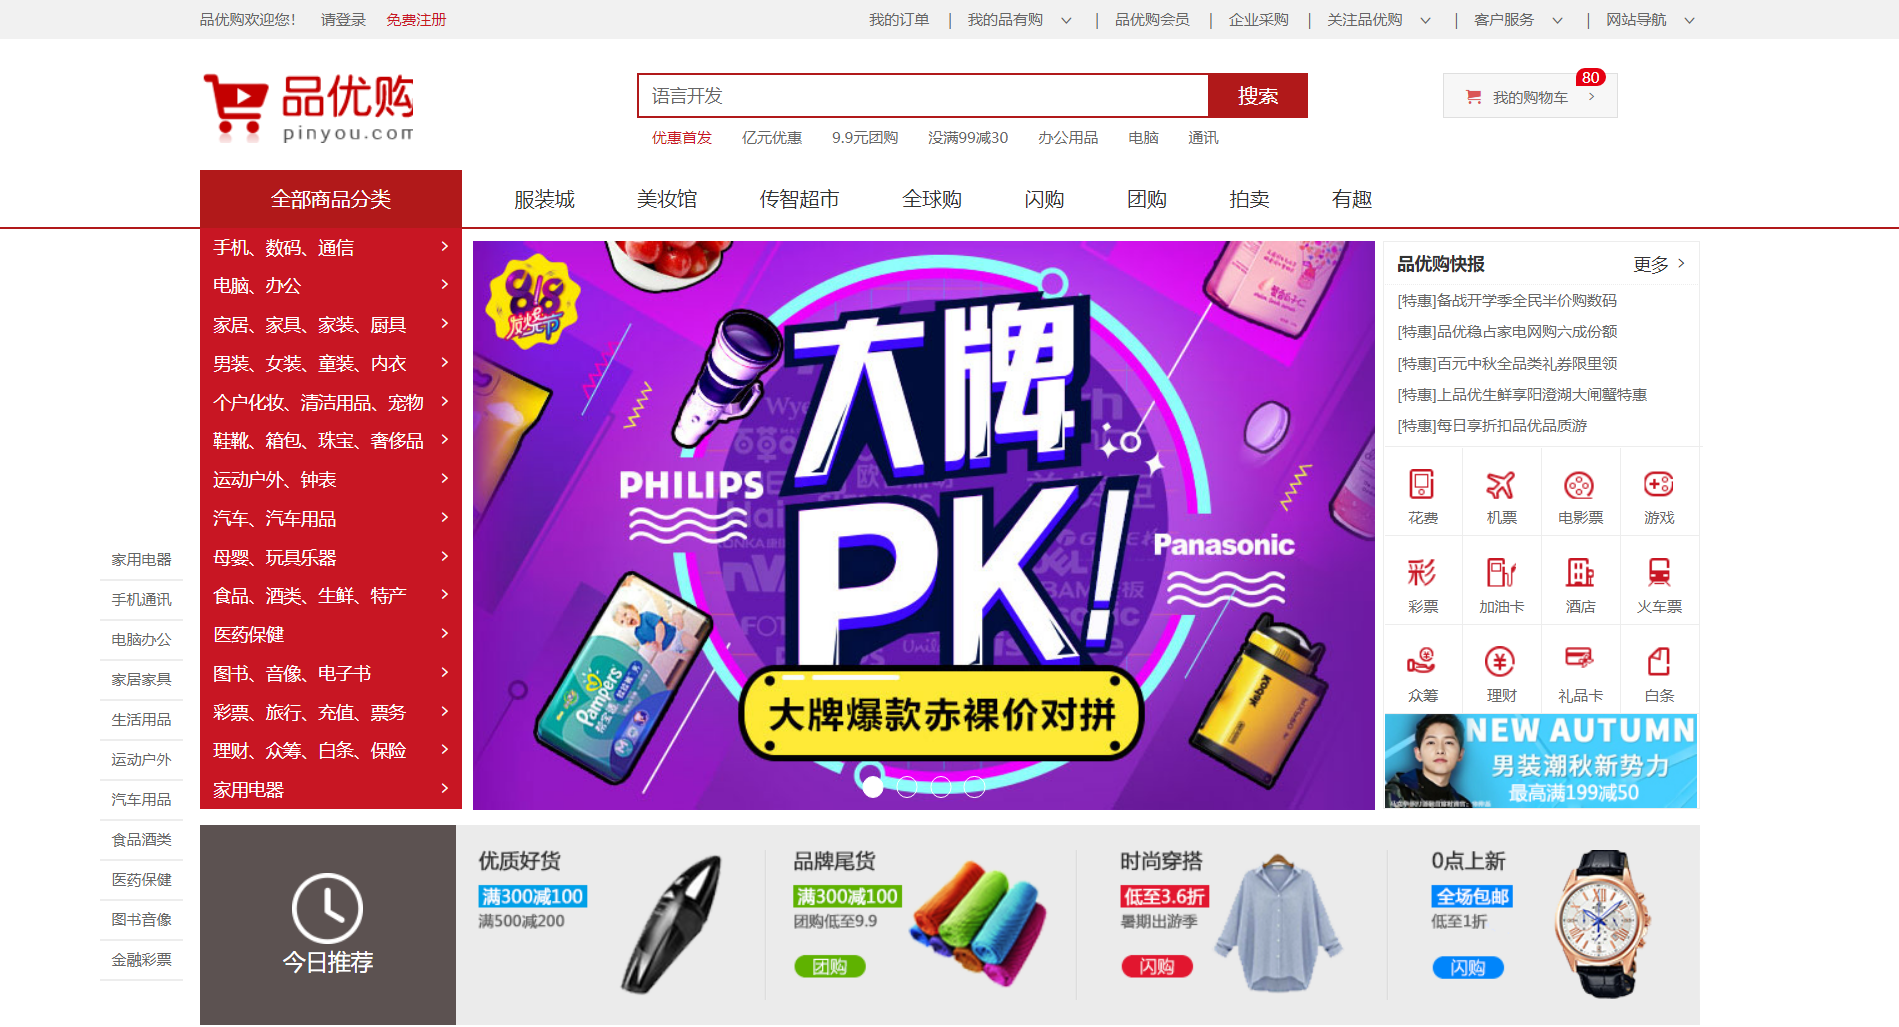 品优购欢迎您! 请登录 免费注册
我的订单 | 我的品有购 | 品优购会员 | 企业采购 | 关注品优购 | 客户服务 | 网站导航
品优购
pinyou.com
语言开发 搜索
80
我的购物车 >
优惠首发 亿元优惠 9.9元团购 没满99减30 办公用品 电脑 通讯
全部商品分类 服装城 美妆馆 传智超市 全球购 闪购 团购 拍卖 有趣
手机、数码、通信 >
电脑、办公 >
家居、家具、家装、厨具 >
男装、女装、童装、内衣 >
个户化妆、清洁用品、宠物 >
鞋靴、箱包、珠宝、奢侈品 >
运动户外、钟表 >
汽车、汽车用品 >
母婴、玩具乐器 >
食品、酒类、生鲜、特产 >
医药保健 >
图书、音像、电子书 >
彩票、旅行、充值、票务 >
理财、众筹、白条、保险 >
家用电器 >
家用电器
手机通讯
电脑办公
家居家具
生活用品
运动户外
汽车用品
食品酒类
医药保健
图书音像
金融彩票
大牌
PK!
PHILIPS
Panasonic
Pampers
Kodak
大牌爆款赤裸价对拼
品优购快报 更多 >
[特惠]备战开学季全民半价购数码
[特惠]品优稳占家电网购六成份额
[特惠]百元中秋全品类礼券限里领
[特惠]上品优生鲜享阳澄湖大闸蟹特惠
[特惠]每日享折扣品优品质游
花费 机票 电影票 游戏
彩票 加油卡 酒店 火车票
众筹 理财 礼品卡 白条
NEW AUTUMN
男装潮秋新势力
最高满199减50
今日推荐
优质好货
满300减100
满500减200
品牌尾货
满300减100
团购低至9.9
团购
时尚穿搭
低至3.6折
暑期出游季
闪购
0点上新
全场包邮
低至1折
闪购